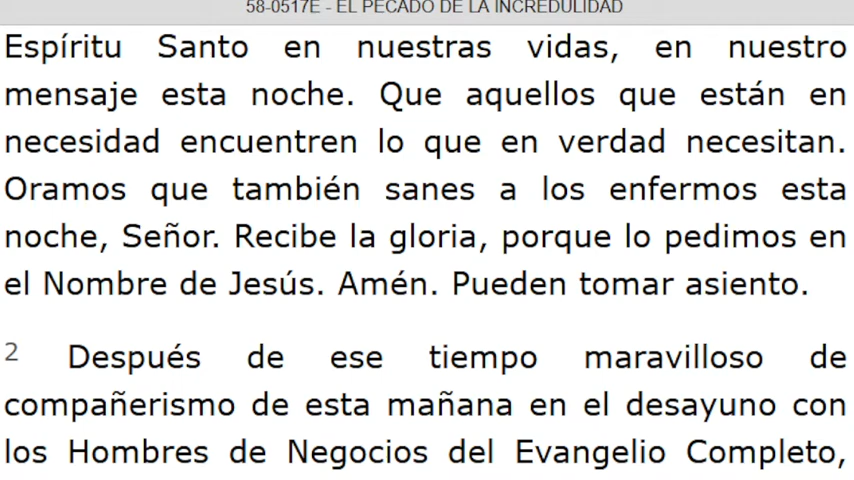 58-0517E - EL PECADO DE LA INCREDULIDAD
Espíritu Santo en nuestras vidas, en nuestro
mensaje esta noche. Que aquellos que están en
necesidad encuentren lo que en verdad necesitan.
Oramos que también sanes a los enfermos esta
noche, Señor. Recibe la gloria, porque lo pedimos en
el Nombre de Jesús. Amén. Pueden tomar asiento.
2 Después de ese tiempo maravilloso de
compañerismo de esta mañana en el desayuno con
los Hombres de Negocios del Evangelio Completo,